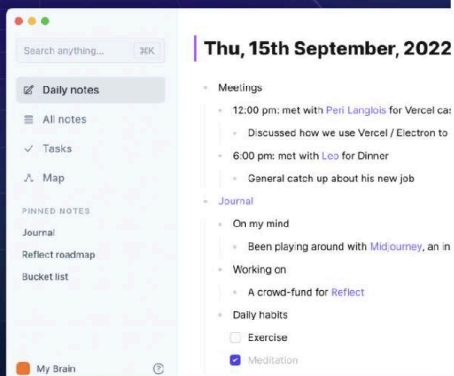 Search anything... ⌘K
Daily notes
All notes
Tasks
Map
PINNED NOTES
Journal
Reflect roadmap
Bucket list
My Brain
Thu, 15th September, 2022
Meetings
12:00 pm: met with Peri Langlois for Vercel cas
Discussed how we use Vercel / Electron to
6:00 pm: met with Leo for Dinner
General catch up about his new job
Journal
On my mind
Been playing around with Midjourney, an in
Working on
A crowd-fund for Reflect
Daily habits
Exercise
Meditation